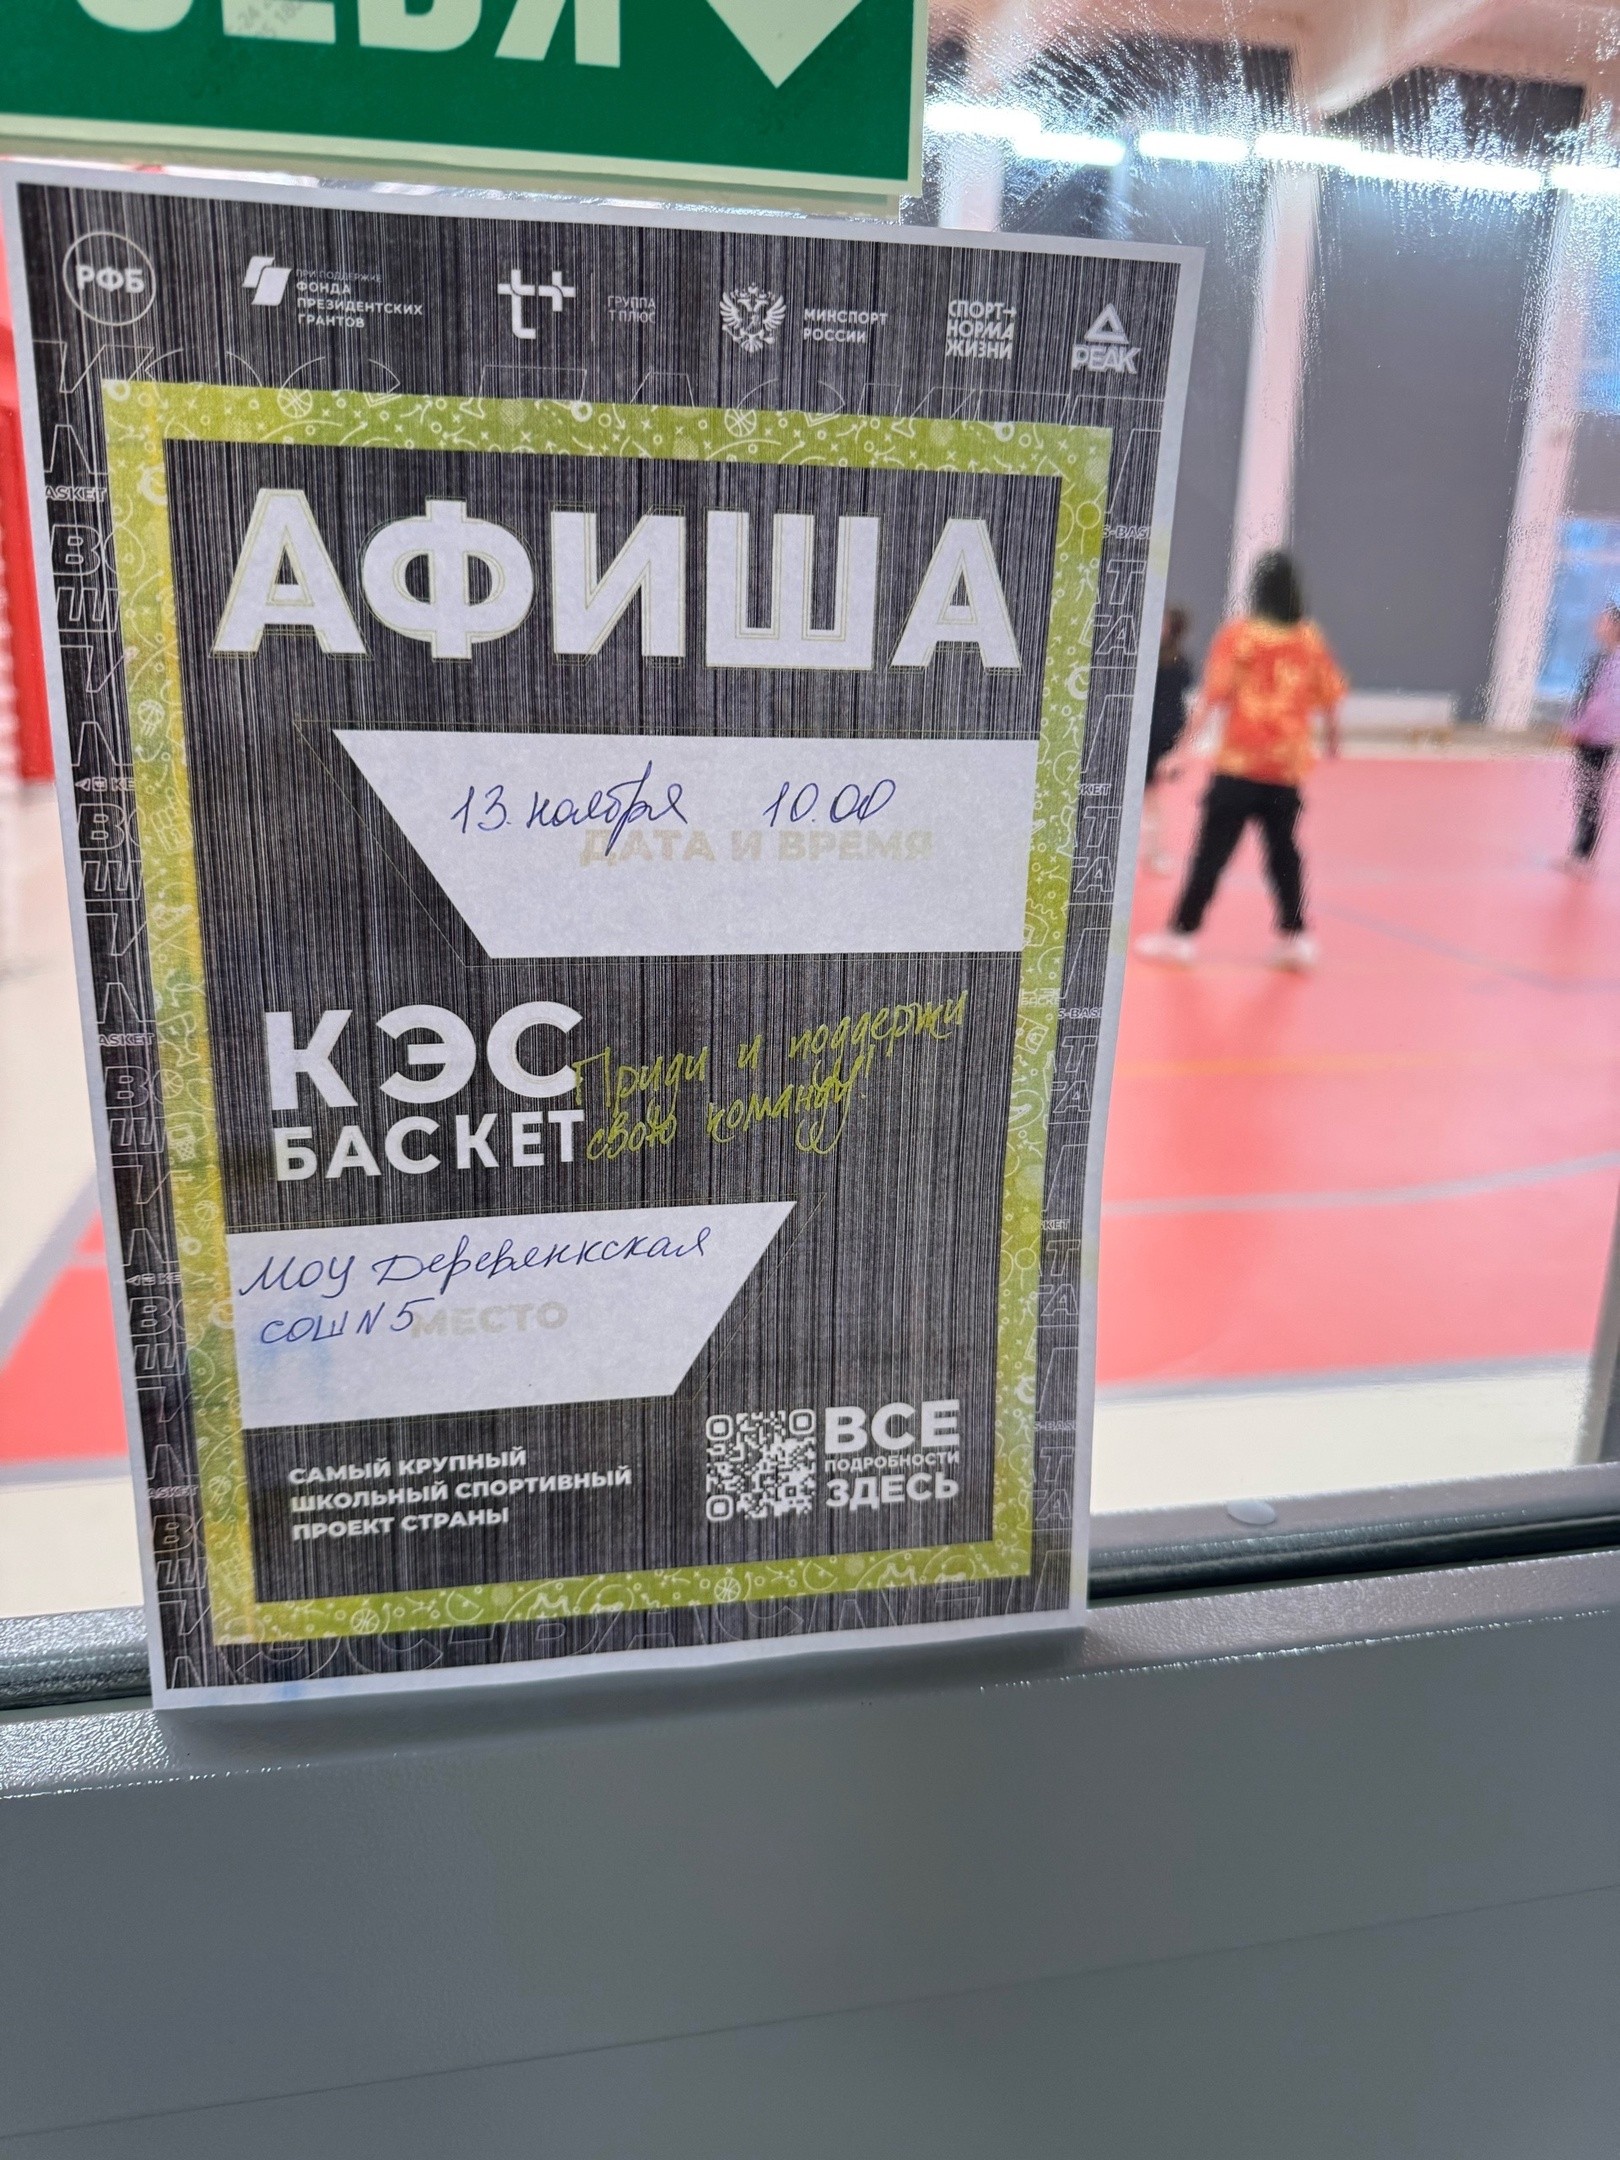 СЕБЯ
РФБ
ПРИ ПОДДЕРЖКЕ
ФОНДА
ПРЕЗИДЕНТСКИХ
ГРАНТОВ
ГРУППА
Т ПЛЮС
МИНСПОРТ
РОССИИ
СПОРТ→
НОРМА
ЖИЗНИ
PEAK
АФИША
13. ноября 10.00
ДАТА И ВРЕМЯ
КЭС
БАСКЕТ
Приди и поддержи
свою команду!
МОУ Деревянкская
СОШ N 5
МЕСТО
САМЫЙ КРУПНЫЙ
ШКОЛЬНЫЙ СПОРТИВНЫЙ
ПРОЕКТ СТРАНЫ
ВСЕ
ПОДРОБНОСТИ
ЗДЕСЬ